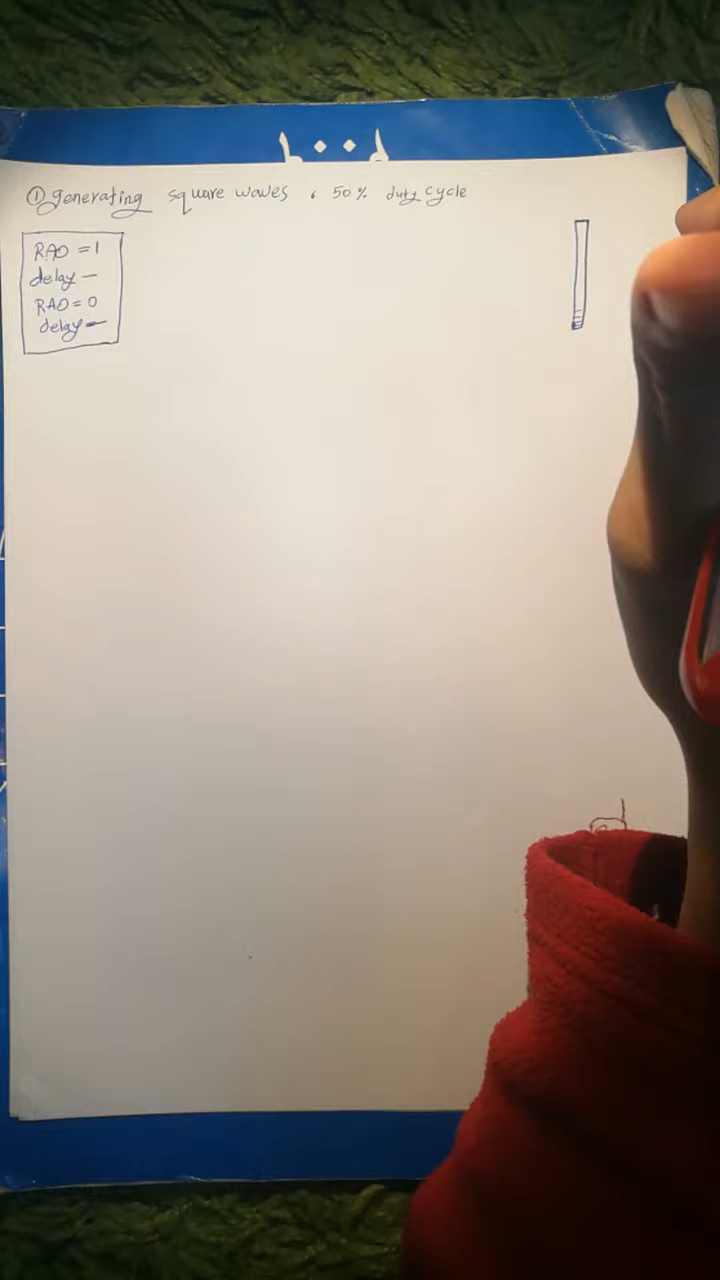 ① generating square waves , 50% duty cycle
RA0 = 1
delay —
RA0 = 0
delay —